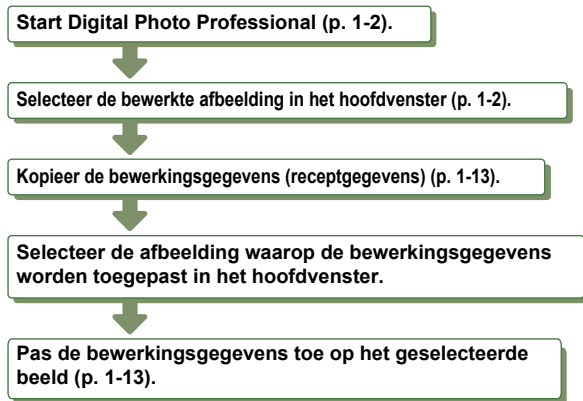 Start Digital Photo Professional (p. 1-2).
Selecteer de bewerkte afbeelding in het hoofdvenster (p. 1-2).
Kopieer de bewerkingsgegevens (receptgegevens) (p. 1-13).
Selecteer de afbeelding waarop de bewerkingsgegevens
worden toegepast in het hoofdvenster.
Pas de bewerkingsgegevens toe op het geselecteerde
beeld (p. 1-13).